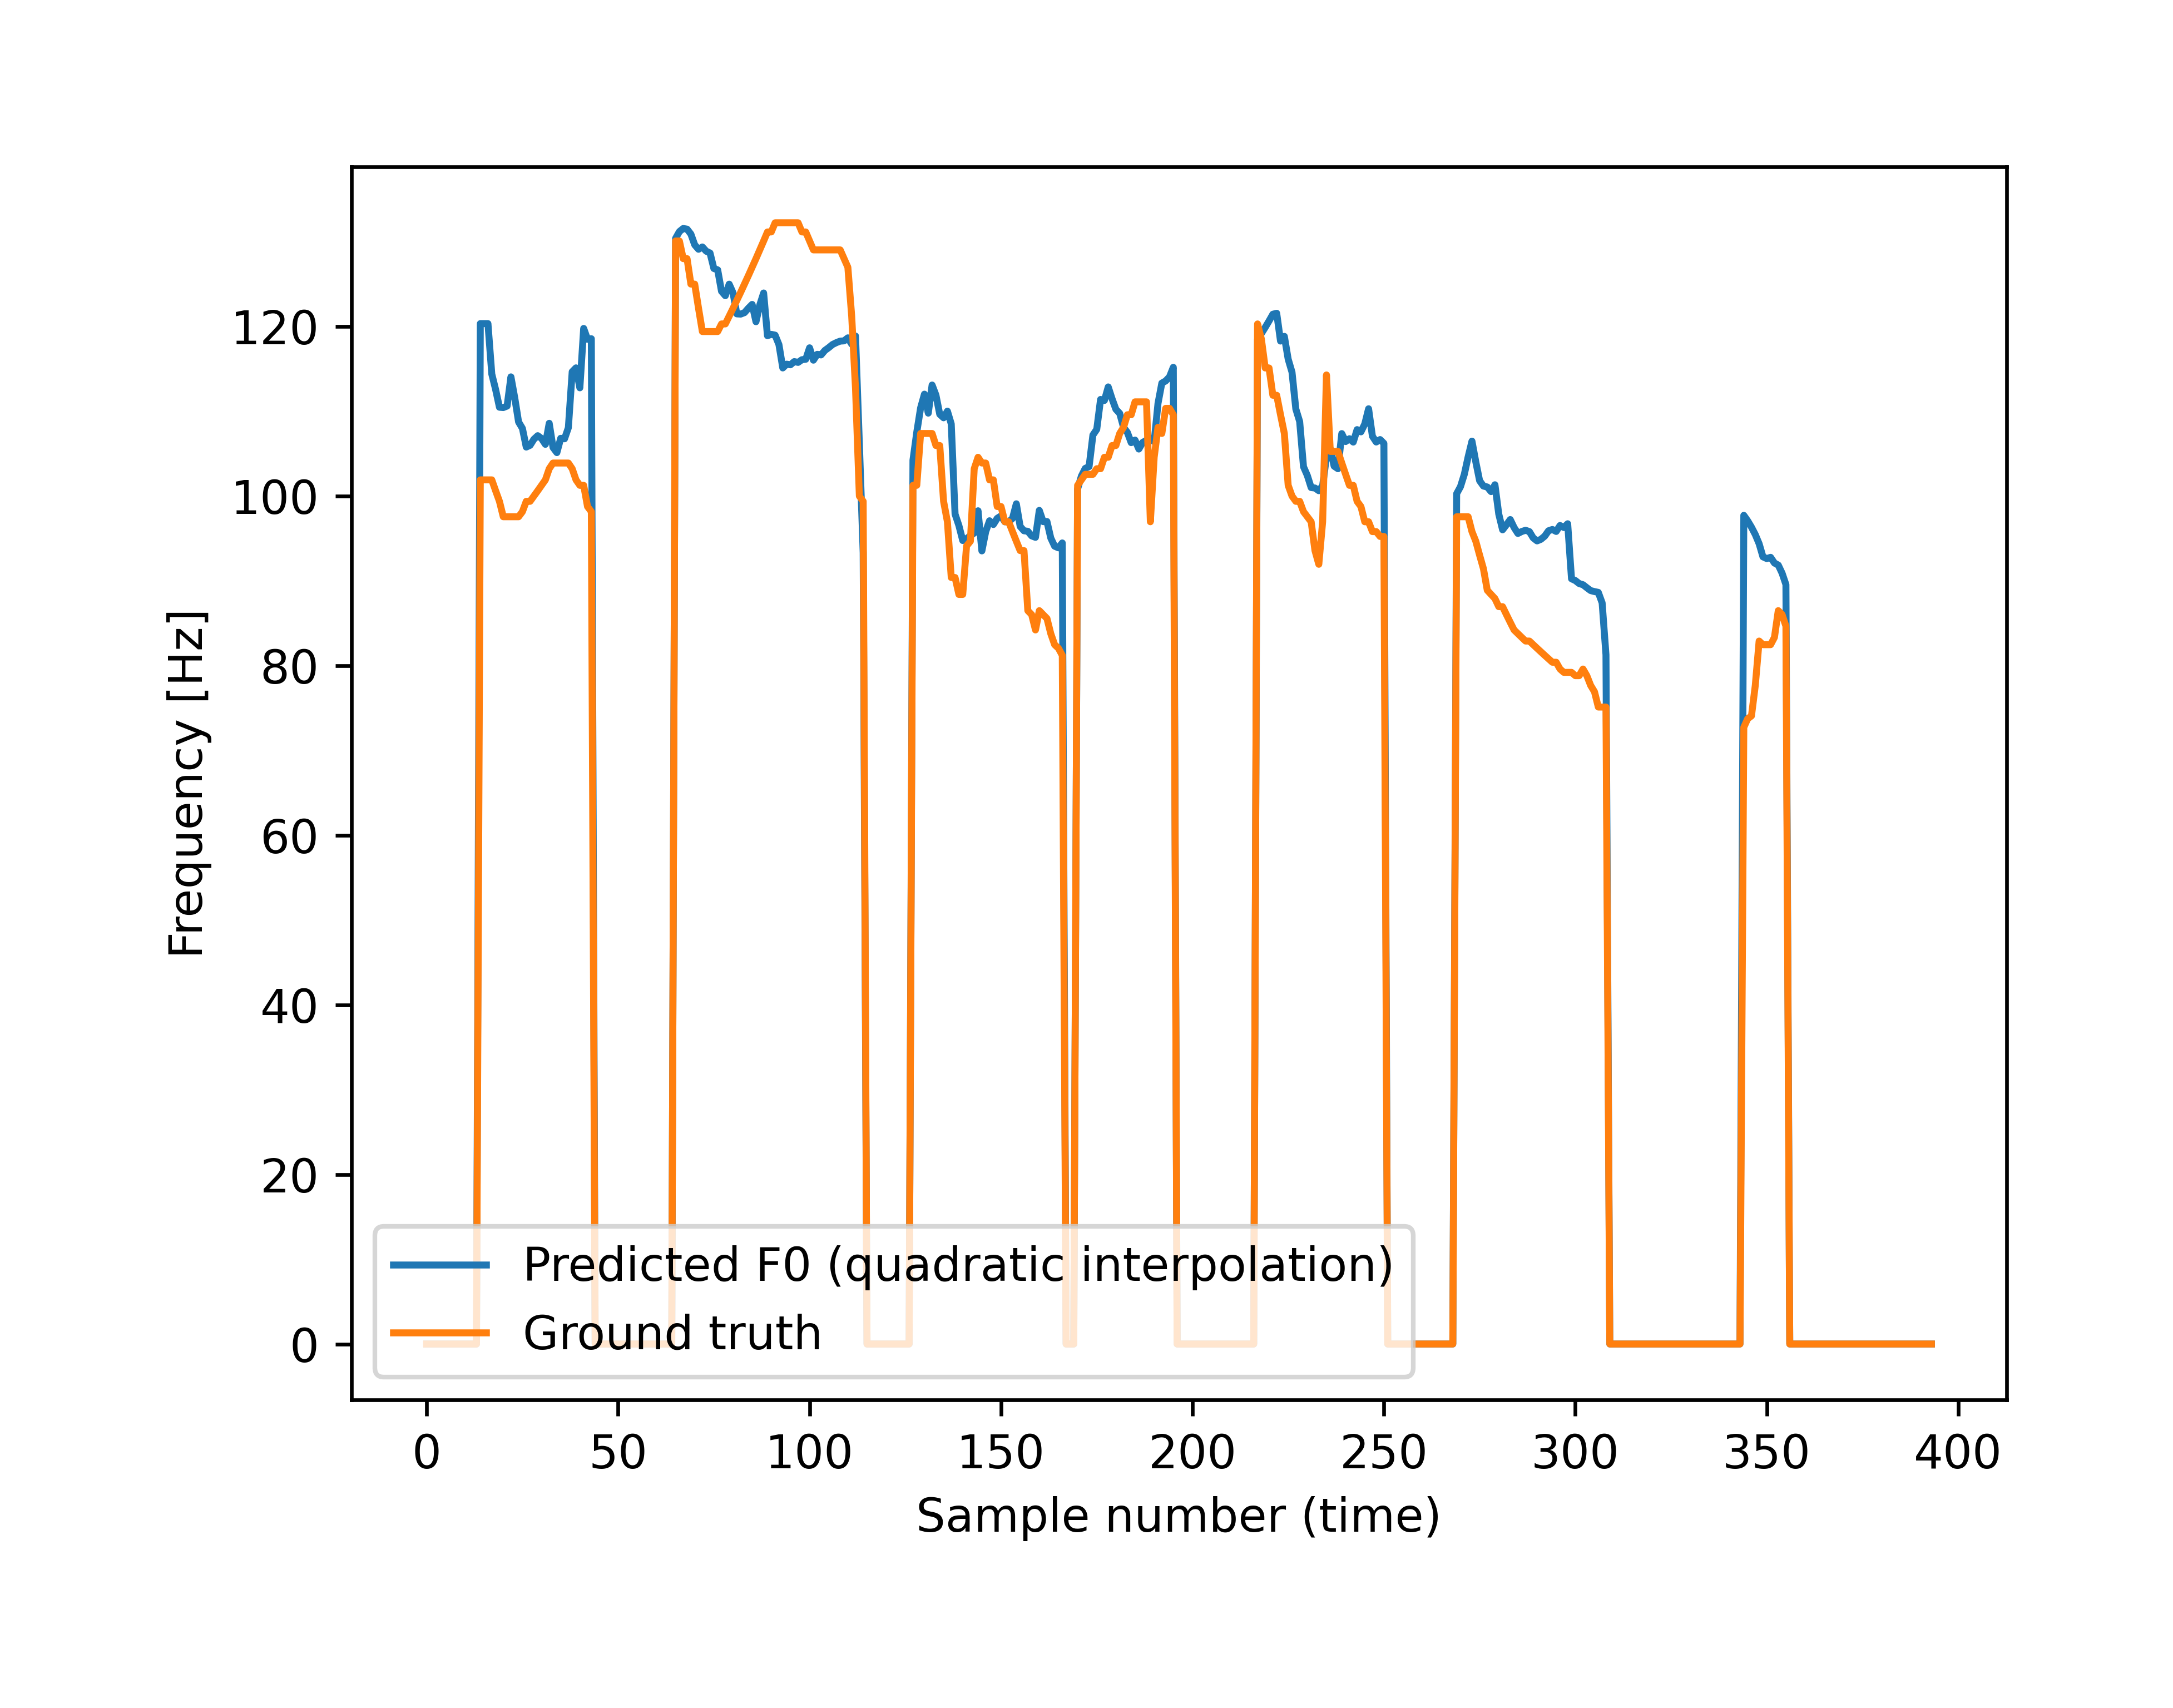 120
100
80
60
40
20
0
Frequency [Hz]
Predicted F0 (quadratic interpolation)
Ground truth
0 50 100 150 200 250 300 350 400
Sample number (time)